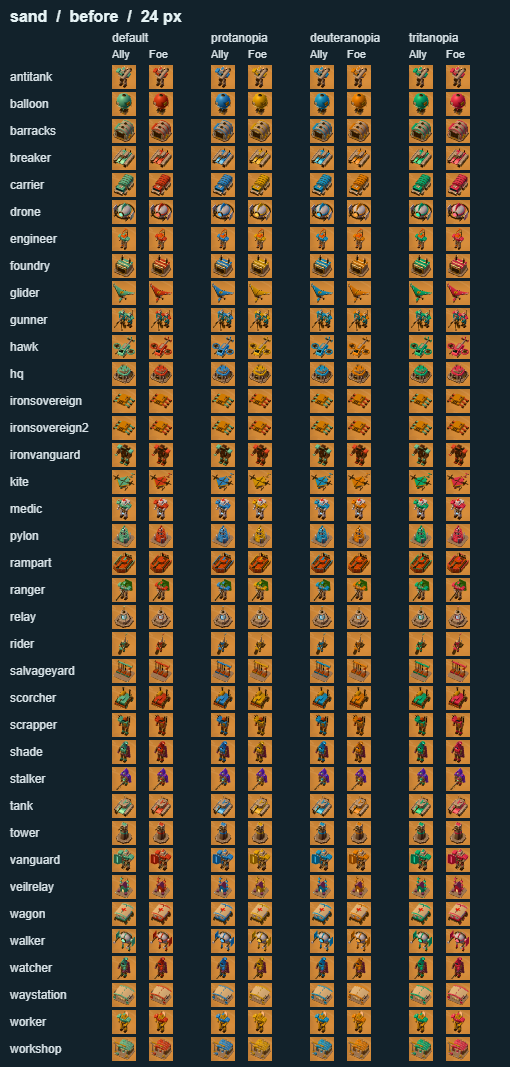 sand / before / 24 px
default protanopia deuteranopia tritanopia
Ally Foe Ally Foe Ally Foe Ally Foe
antitank
balloon
barracks
breaker
carrier
drone
engineer
foundry
glider
gunner
hawk
hq
ironsovereign
ironsovereign2
ironvanguard
kite
medic
pylon
rampart
ranger
relay
rider
salvageyard
scorcher
scrapper
shade
stalker
tank
tower
vanguard
veilrelay
wagon
walker
watcher
waystation
worker
workshop